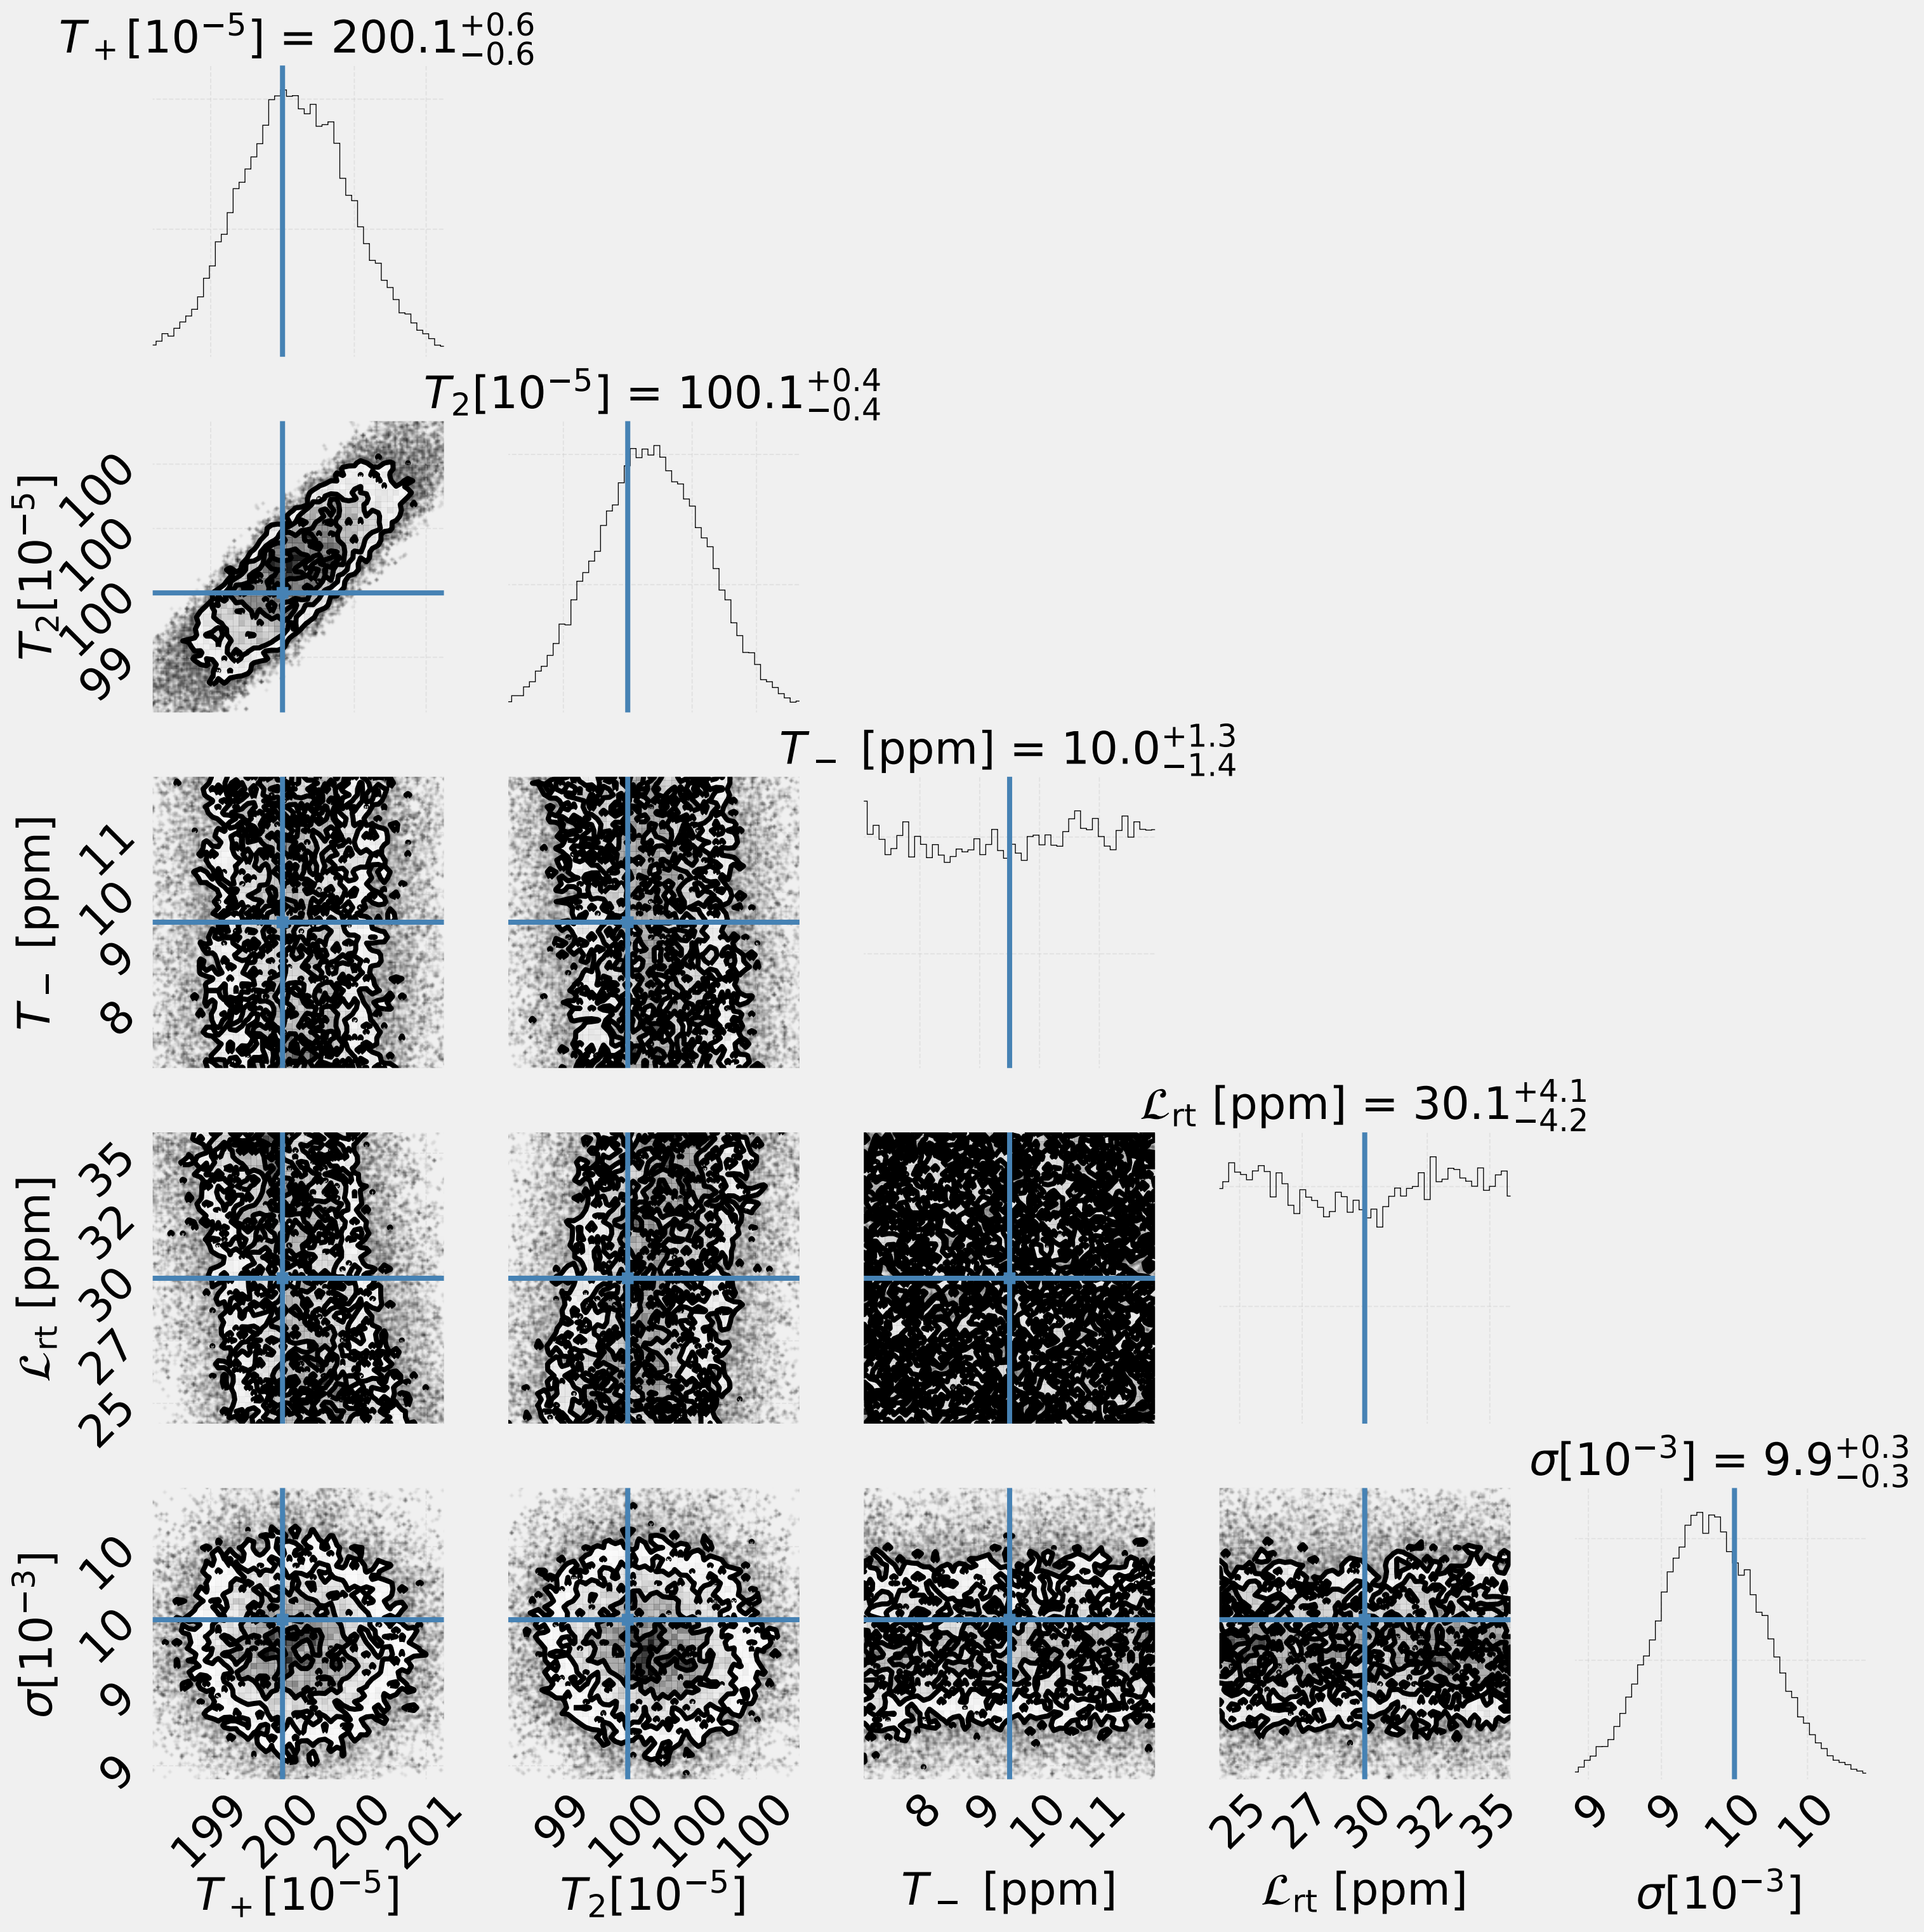 T₊[10⁻⁵] = 200.1 +0.6 −0.6
T₂[10⁻⁵] = 100.1 +0.4 −0.4
T₂[10⁻⁵]
100
100
100
99
T₋ [ppm] = 10.0 +1.3 −1.4
T₋ [ppm]
11
10
9
8
ℒrt [ppm] = 30.1 +4.1 −4.2
ℒrt [ppm]
35
32
30
27
25
σ[10⁻³] = 9.9 +0.3 −0.3
σ[10⁻³]
10
10
9
9
199 200 200 201
99 100 100 100
8 9 10 11
25 27 30 32 35
9 9 10 10
T₊[10⁻⁵]
T₂[10⁻⁵]
T₋ [ppm]
ℒrt [ppm]
σ[10⁻³]